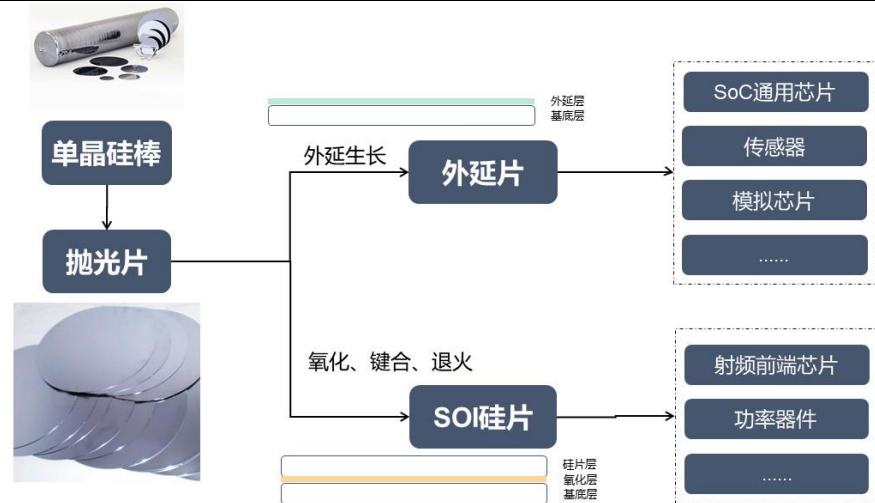 外延层
基底层
SoC通用芯片
单晶硅棒
外延生长
外延片
传感器
模拟芯片
抛光片
......
氧化、键合、退火
射频前端芯片
SOI硅片
功率器件
硅片层
氧化层
基底层
......